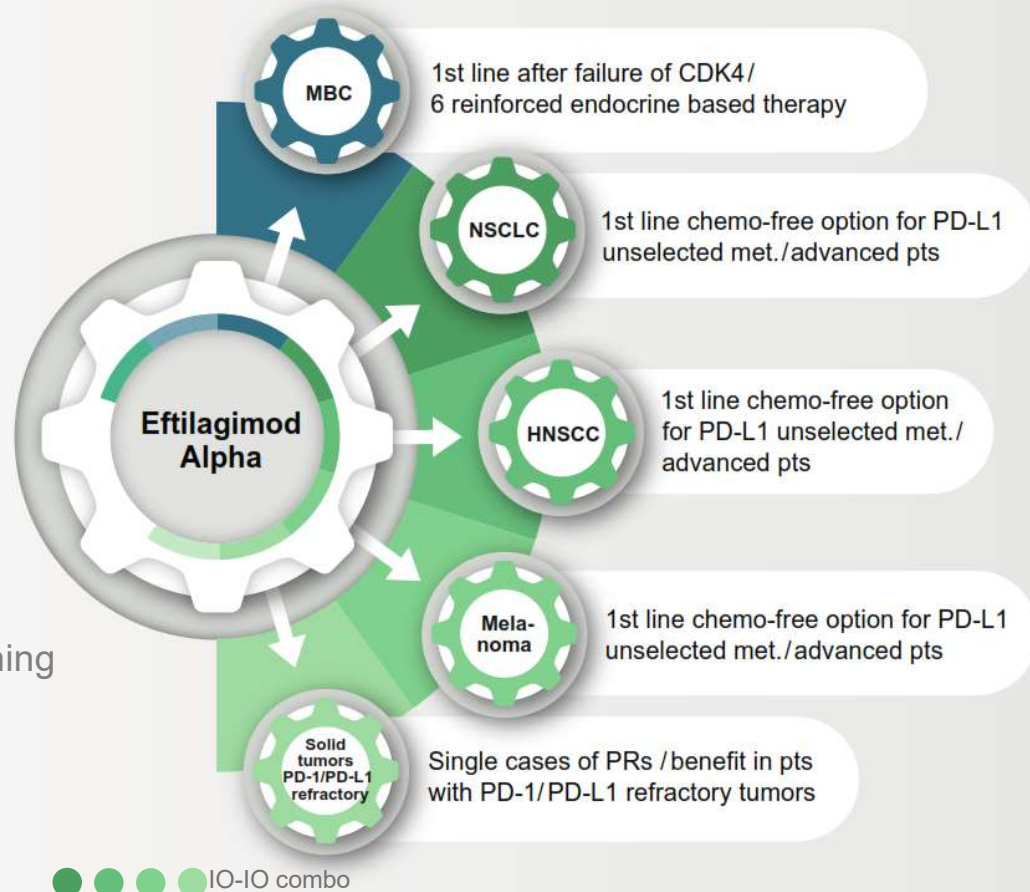 MBC
1st line after failure of CDK4/
6 reinforced endocrine based therapy
NSCLC
1st line chemo-free option for PD-L1
unselected met./advanced pts
Eftilagimod
Alpha
HNSCC
1st line chemo-free option
for PD-L1 unselected met./
advanced pts
Mela-
noma
1st line chemo-free option for PD-L1
unselected met./advanced pts
Solid
tumors
PD-1/PD-L1
refractory
Single cases of PRs / benefit in pts
with PD-1/PD-L1 refractory tumors
IO-IO combo